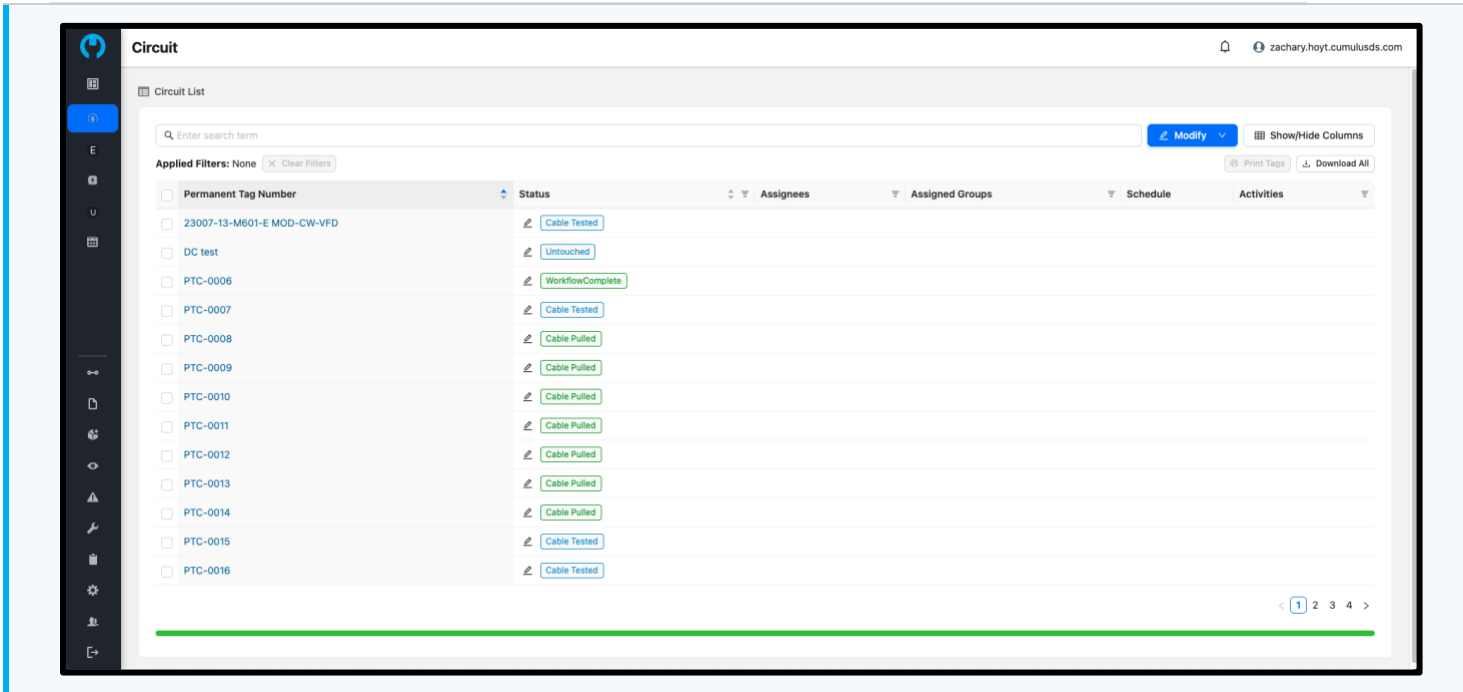 Circuit
zachary.hoyt.cumulusds.com
Circuit List
Enter search term
Modify
Show/Hide Columns
Applied Filters: None
Clear Filters
Print Tags
Download All
Permanent Tag Number Status Assignees Assigned Groups Schedule Activities
23007-13-M601-E MOD-CW-VFD Cable Tested
DC test Untouched
PTC-0006 WorkflowComplete
PTC-0007 Cable Tested
PTC-0008 Cable Pulled
PTC-0009 Cable Pulled
PTC-0010 Cable Pulled
PTC-0011 Cable Pulled
PTC-0012 Cable Pulled
PTC-0013 Cable Pulled
PTC-0014 Cable Pulled
PTC-0015 Cable Tested
PTC-0016 Cable Tested
E
U
< 1 2 3 4 >